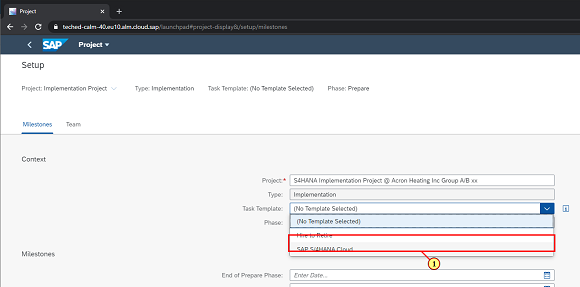 Project
teched-calm-40.eu10.alm.cloud.sap/launchpad#project-display&/setup/milestones
SAP Project
Setup
Project: Implementation Project Type: Implementation Task Template: (No Template Selected) Phase: Prepare
Milestones Team
Context
Project:* S4HANA Implementation Project @ Acron Heating Inc Group A/B xx
Type: Implementation
Task Template: (No Template Selected)
Phase: (No Template Selected)
Hire to Retire
SAP S/4HANA Cloud
Milestones
1
End of Prepare Phase: Enter Date...